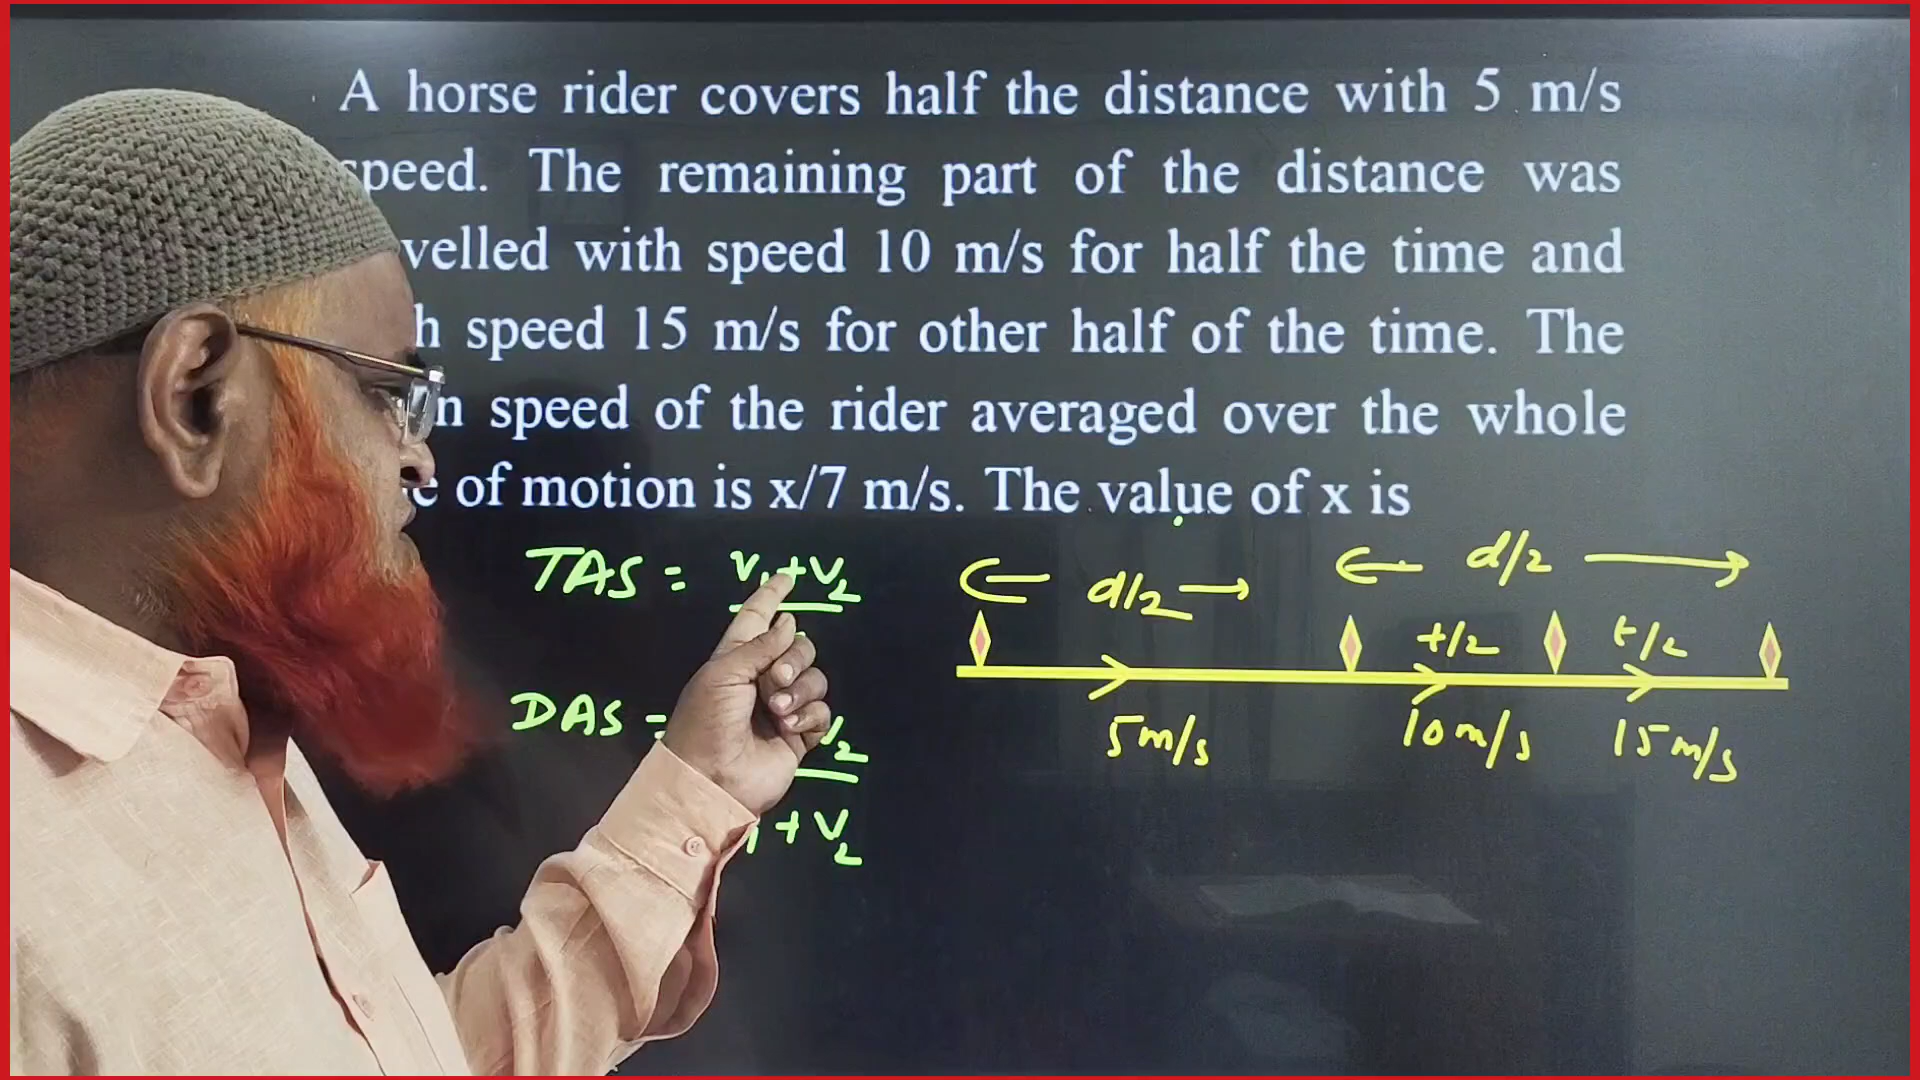 A horse rider covers half the distance with 5 m/s
speed. The remaining part of the distance was
velled with speed 10 m/s for half the time and
h speed 15 m/s for other half of the time. The
n speed of the rider averaged over the whole
e of motion is x/7 m/s. The value of x is
TAS = V₁+V₂
d/2
d/2
t/2 t/2
DAS =
V₂
5m/s 10m/s 15m/s
+ V₂